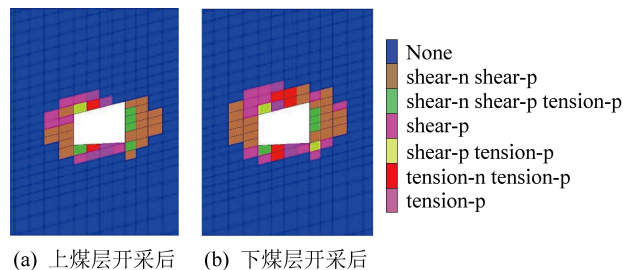 None
shear-n shear-p
shear-n shear-p tension-p
shear-p
shear-p tension-p
tension-n tension-p
tension-p
(a) 上煤层开采后
(b) 下煤层开采后